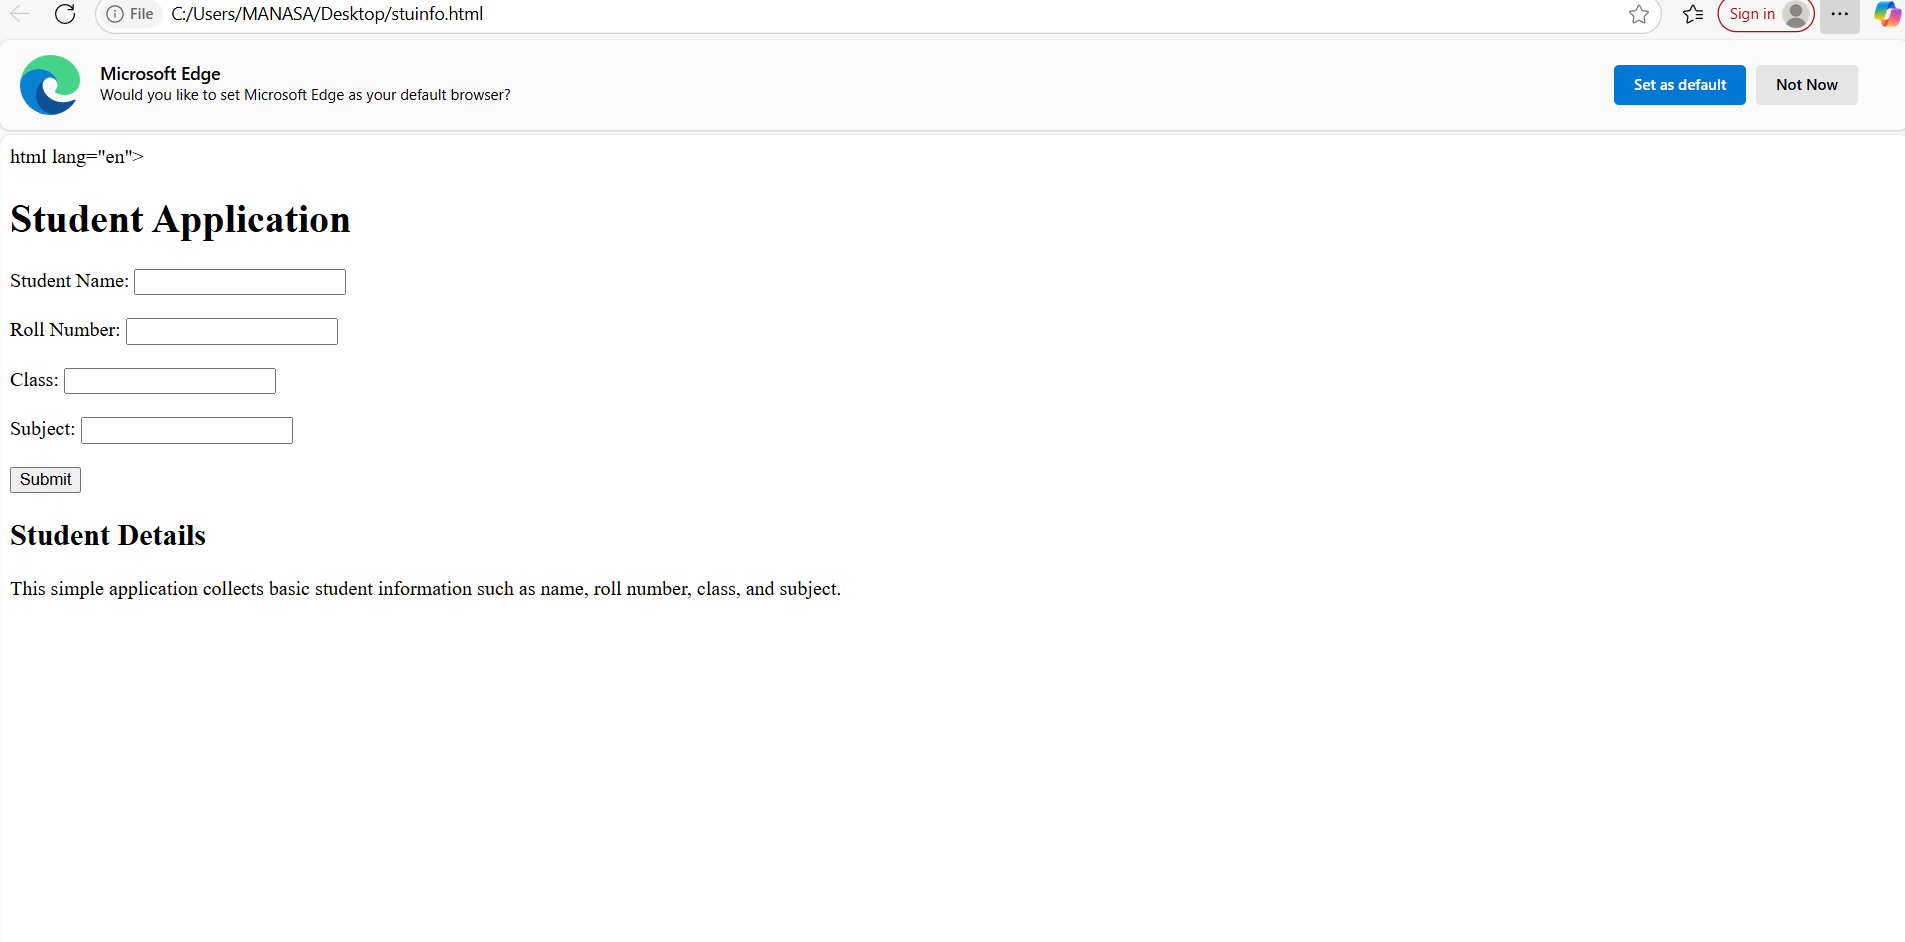 File C:/Users/MANASA/Desktop/stuinfo.html Sign in
Microsoft Edge
Would you like to set Microsoft Edge as your default browser?
Set as default Not Now
html lang="en">
Student Application
Student Name:
Roll Number:
Class:
Subject:
Submit
Student Details
This simple application collects basic student information such as name, roll number, class, and subject.